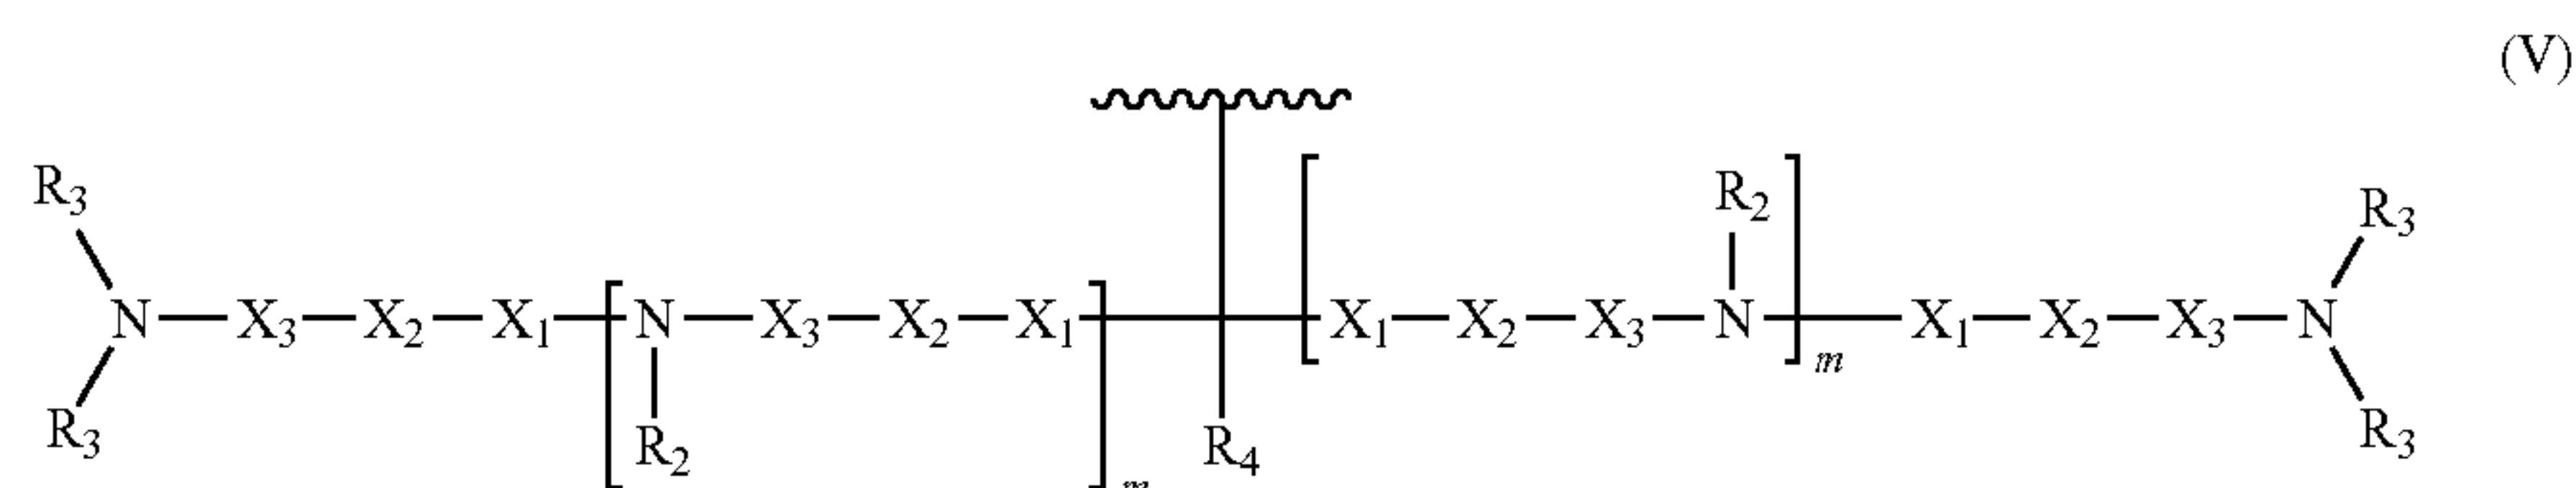 (V)
R3 R2 R3
N—X3—X2—X1 [N—X3—X2—X1]m [X1—X2—X3—N]m X1—X2—X3—N
R3 R2 R4 R3